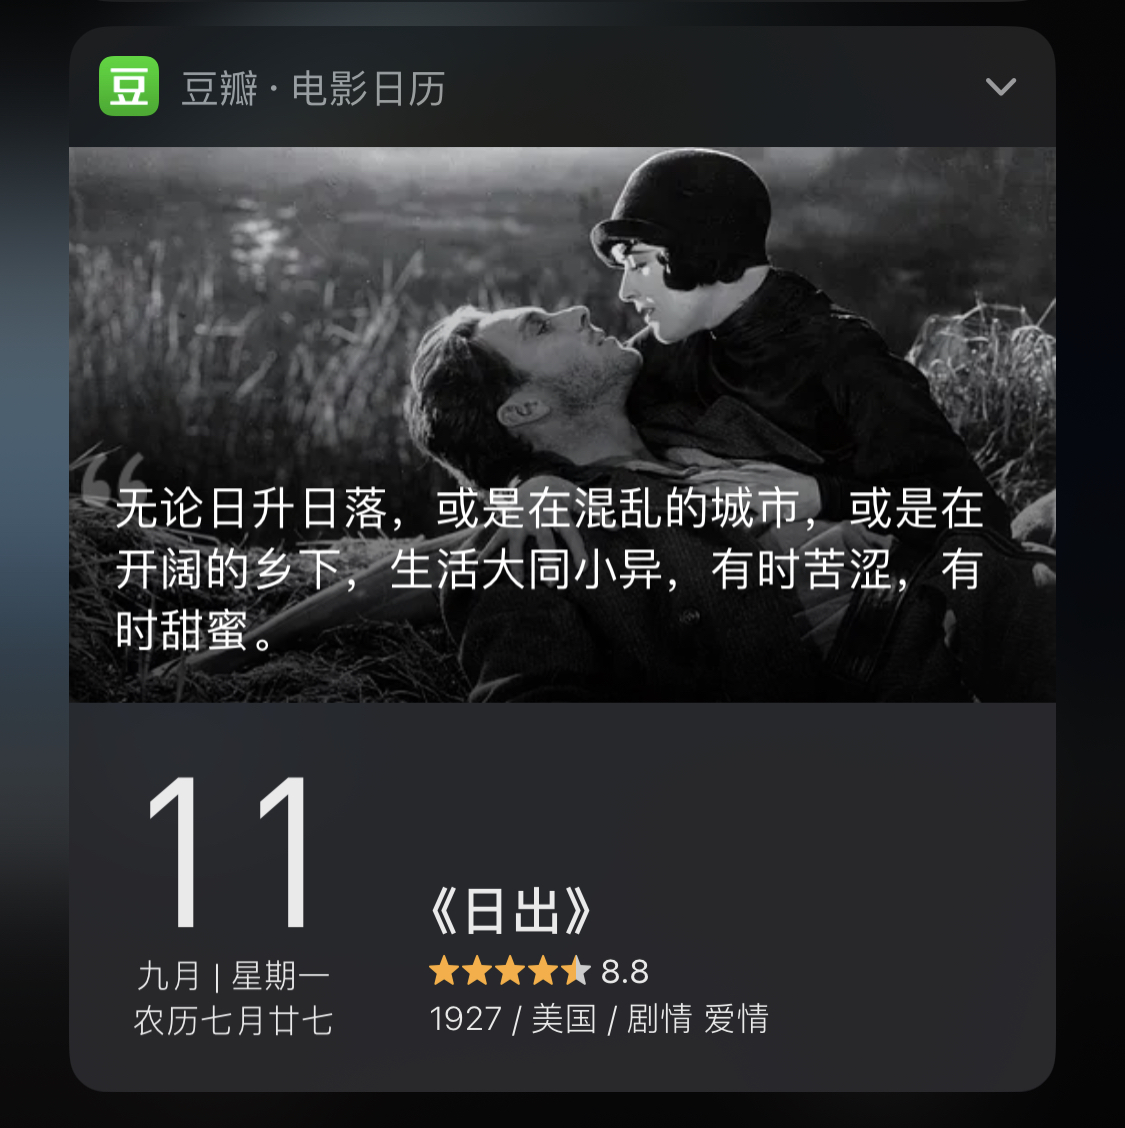 豆 豆瓣·电影日历
“
无论日升日落，或是在混乱的城市，或是在
开阔的乡下，生活大同小异，有时苦涩，有
时甜蜜。
11
九月 | 星期一
农历七月廿七
《日出》
8.8
1927 / 美国 / 剧情 爱情